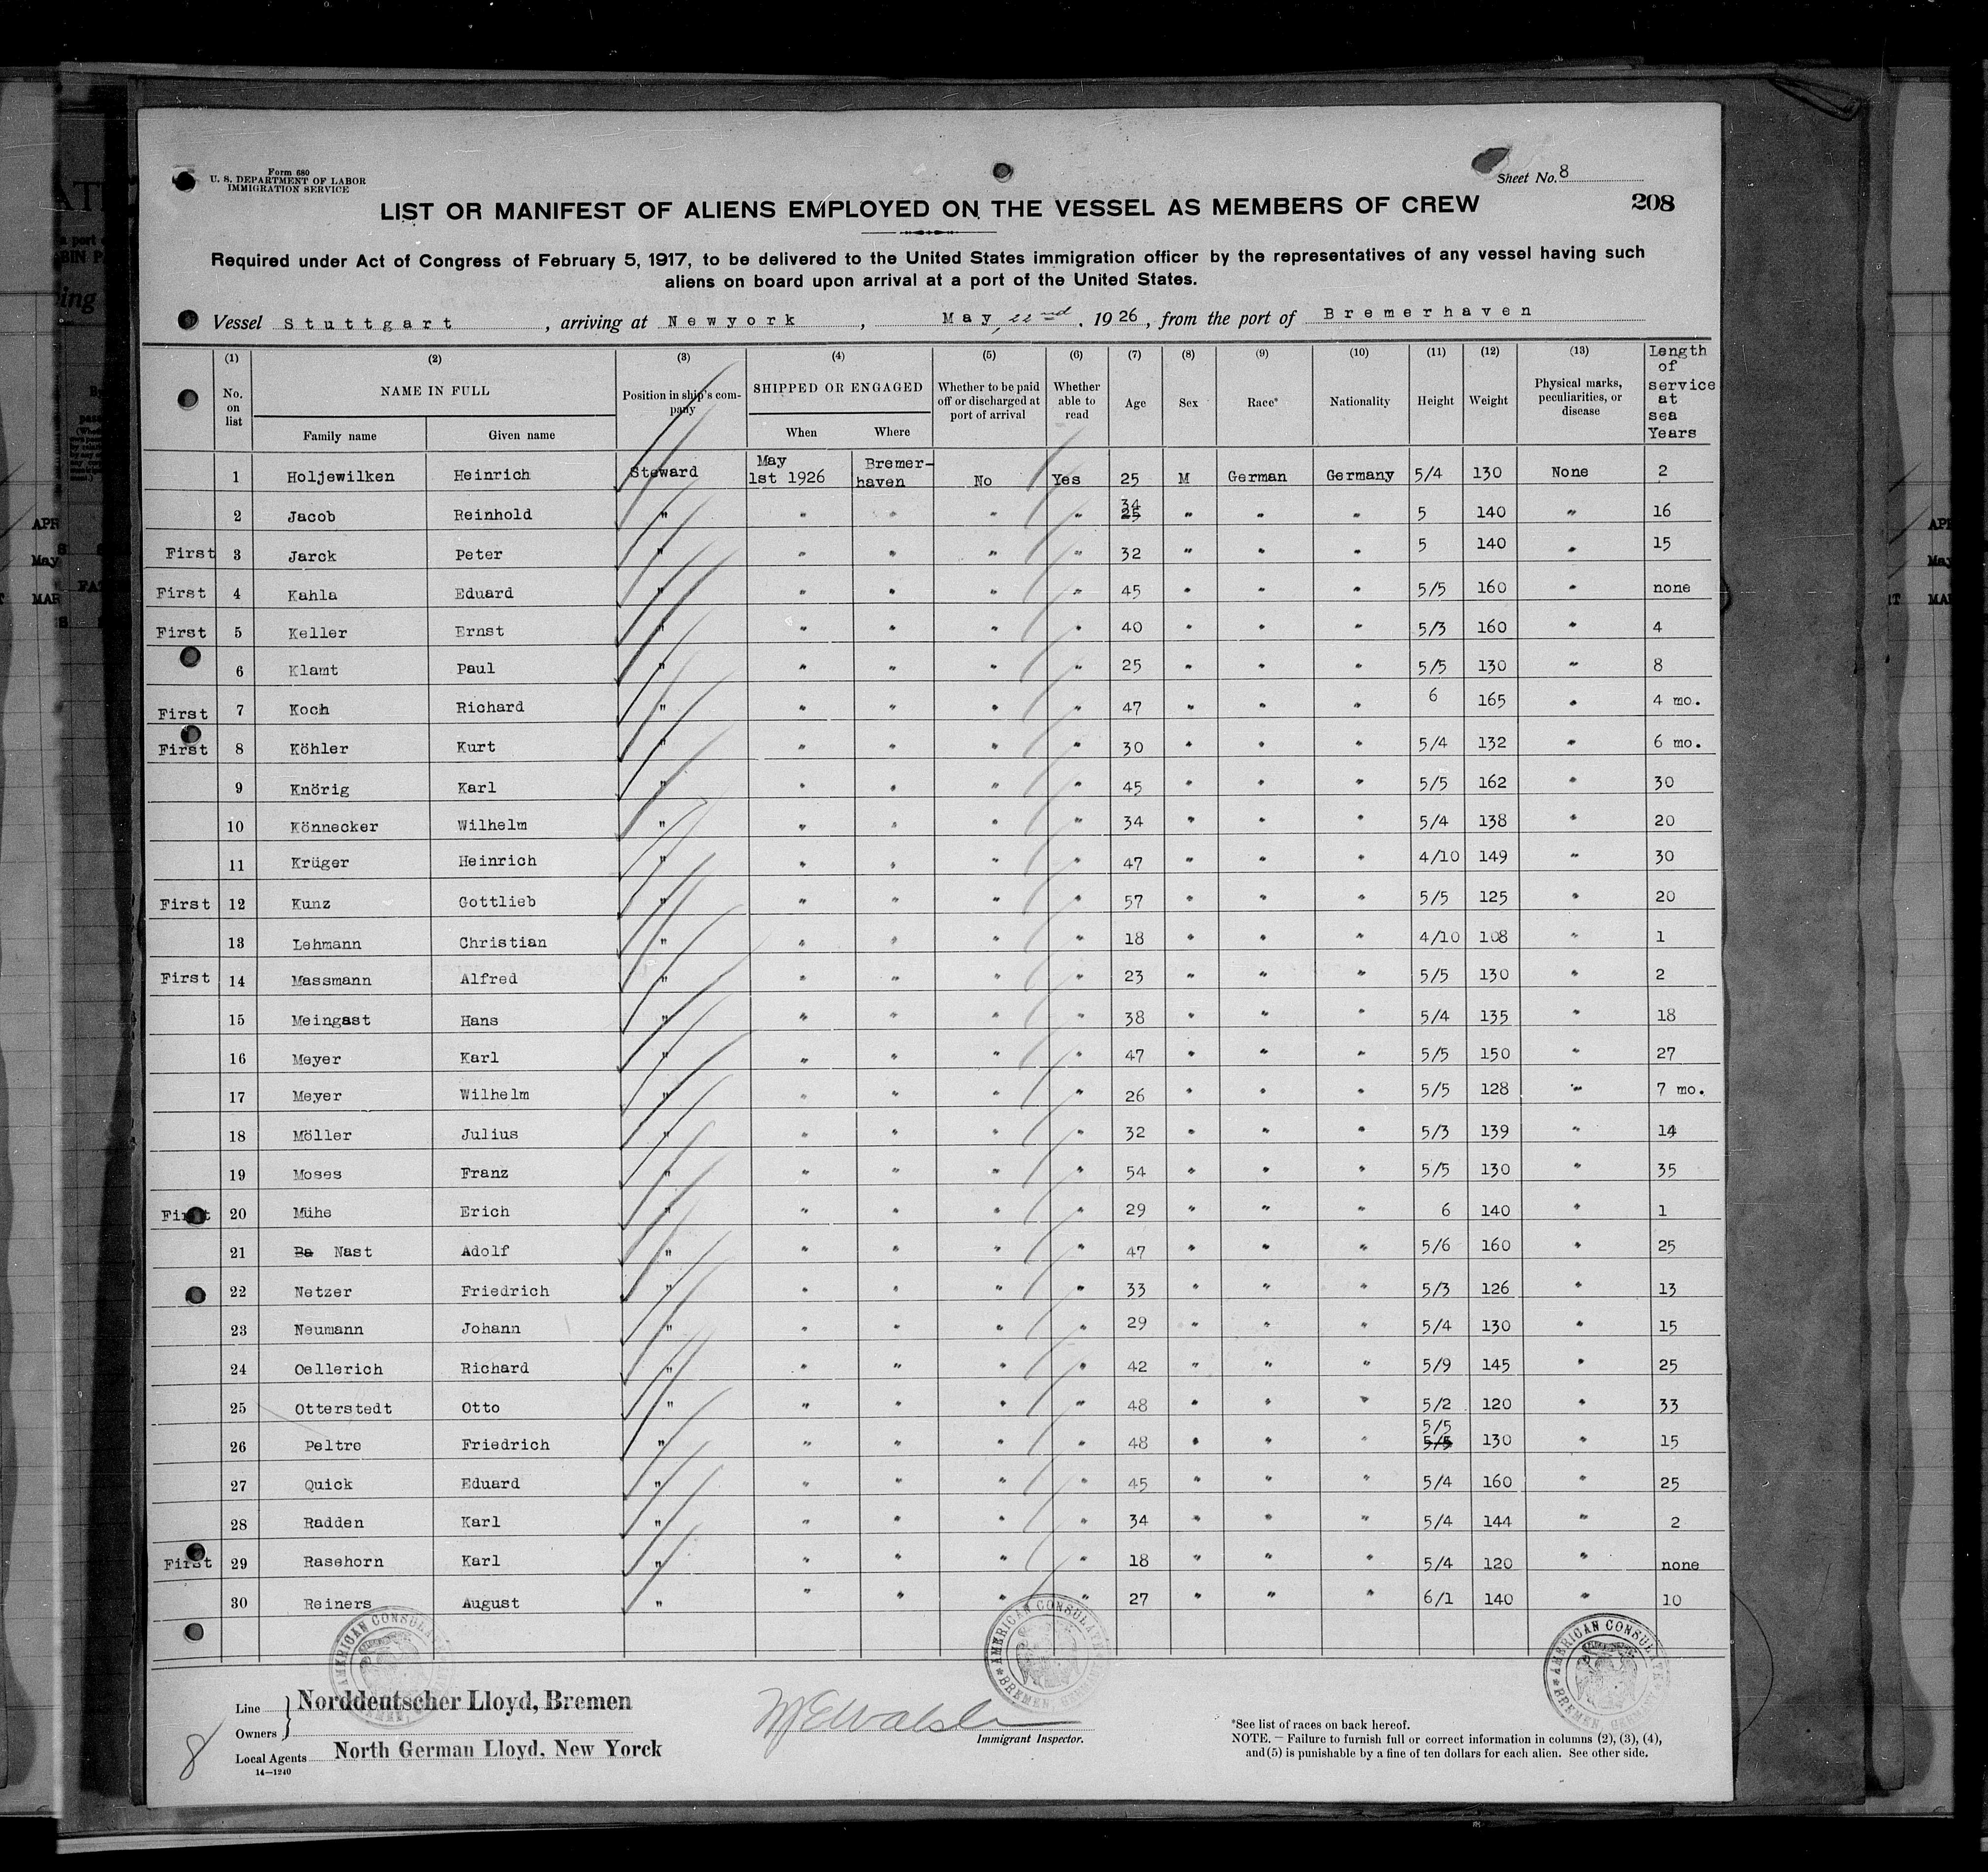 Form 680
U. S. DEPARTMENT OF LABOR
IMMIGRATION SERVICE
Sheet No. 8
208
LIST OR MANIFEST OF ALIENS EMPLOYED ON THE VESSEL AS MEMBERS OF CREW
Required under Act of Congress of February 5, 1917, to be delivered to the United States immigration officer by the representatives of any vessel having such
aliens on board upon arrival at a port of the United States.
Vessel Stuttgart, arriving at Newyork, May, 22nd, 1926, from the port of Bremerhaven
(1) (2) (3) (4) (5) (6) (7) (8) (9) (10) (11) (12) (13)
No. on list NAME IN FULL Family name Given name Position in ship's company SHIPPED OR ENGAGED When Where Whether to be paid off or discharged at port of arrival Whether able to read Age Sex Race* Nationality Height Weight Physical marks, peculiarities, or disease Length of service at sea Years
1 Holjewilken Heinrich Steward May 1st 1926 Bremer-haven No Yes 25 M German Germany 5/4 130 None 2
2 Jacob Reinhold " " " " " 34 25 " " " 5 140 " 16
First 3 Jarck Peter " " " " " 32 " " " 5 140 " 15
First 4 Kahla Eduard " " " " " 45 " " " 5/5 160 " none
First 5 Keller Ernst " " " " " 40 " " " 5/3 160 " 4
6 Klamt Paul " " " " " 25 " " " 5/5 130 " 8
First 7 Koch Richard " " " " " 47 " " " 6 165 " 4 mo.
First 8 Köhler Kurt " " " " " 30 " " " 5/4 132 " 6 mo.
9 Knörig Karl " " " " " 45 " " " 5/5 162 " 30
10 Könnecker Wilhelm " " " " " 34 " " " 5/4 138 " 20
11 Krüger Heinrich " " " " " 47 " " " 4/10 149 " 30
First 12 Kunz Gottlieb " " " " " 57 " " " 5/5 125 " 20
13 Lehmann Christian " " " " " 18 " " " 4/10 108 " 1
First 14 Massmann Alfred " " " " " 23 " " " 5/5 130 " 2
15 Meingast Hans " " " " " 38 " " " 5/4 135 " 18
16 Meyer Karl " " " " " 47 " " " 5/5 150 " 27
17 Meyer Wilhelm " " " " " 26 " " " 5/5 128 " 7 mo.
18 Möller Julius " " " " " 32 " " " 5/3 139 " 14
19 Moses Franz " " " " " 54 " " " 5/5 130 " 35
First 20 Mühe Erich " " " " " 29 " " " 6 140 " 1
21 Ba Nast Adolf " " " " " 47 " " " 5/6 160 " 25
22 Netzer Friedrich " " " " " 33 " " " 5/3 126 " 13
23 Neumann Johann " " " " " 29 " " " 5/4 130 " 15
24 Oellerich Richard " " " " " 42 " " " 5/9 145 " 25
25 Otterstedt Otto " " " " " 48 " " " 5/2 120 " 33
26 Peltre Friedrich " " " " " 48 " " " 5/5 5/5 130 " 15
27 Quick Eduard " " " " " 45 " " " 5/4 160 " 25
28 Radden Karl " " " " " 34 " " " 5/4 144 " 2
First 29 Rasehorn Karl " " " " " 18 " " " 5/4 120 " none
30 Reiners August " " " " " 27 " " " 6/1 140 " 10
AMERICAN CONSULATE BREMEN, GERMANY
AMERICAN CONSULATE BREMEN, GERMANY
AMERICAN CONSULATE BREMEN, GERMANY
Line Norddeutscher Lloyd, Bremen
Owners
Local Agents North German Lloyd, New Yorck
14—1240
8
Immigrant Inspector.
*See list of races on back hereof.
NOTE. — Failure to furnish full or correct information in columns (2), (3), (4),
and (5) is punishable by a fine of ten dollars for each alien. See other side.